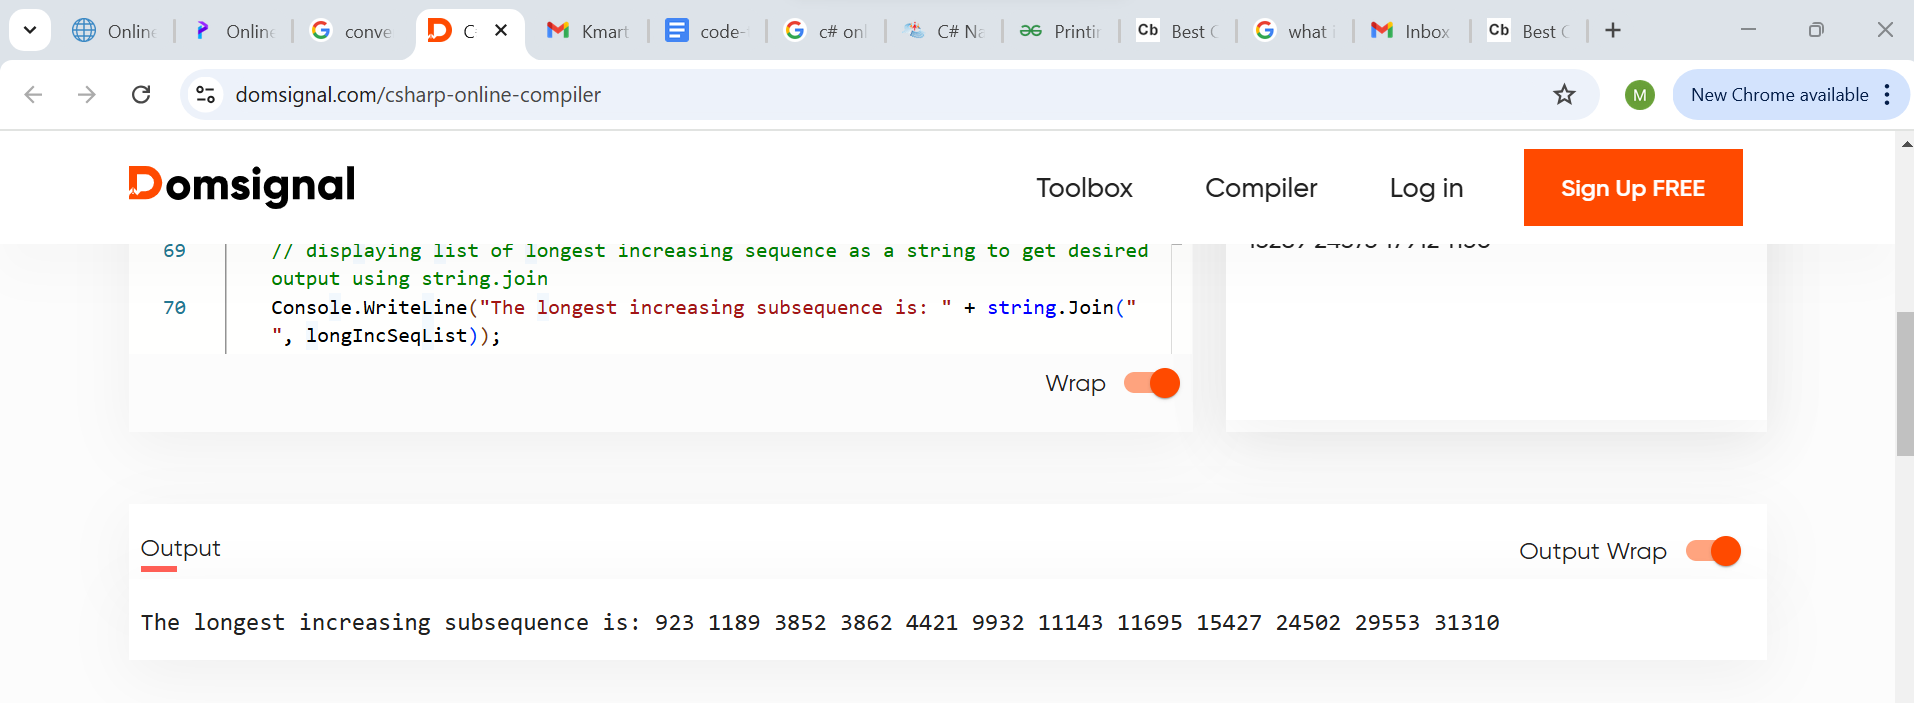 Online
Online
conve
C
Kmart
code-
c# onl
C# Na
Printin
Cb Best C
what i
Inbox
Cb Best C
domsignal.com/csharp-online-compiler
M
New Chrome available
Domsignal
Toolbox
Compiler
Log in
Sign Up FREE
69 // displaying list of longest increasing sequence as a string to get desired
output using string.join
70 Console.WriteLine("The longest increasing subsequence is: " + string.Join("
", longIncSeqList));
Wrap
Output
Output Wrap
The longest increasing subsequence is: 923 1189 3852 3862 4421 9932 11143 11695 15427 24502 29553 31310